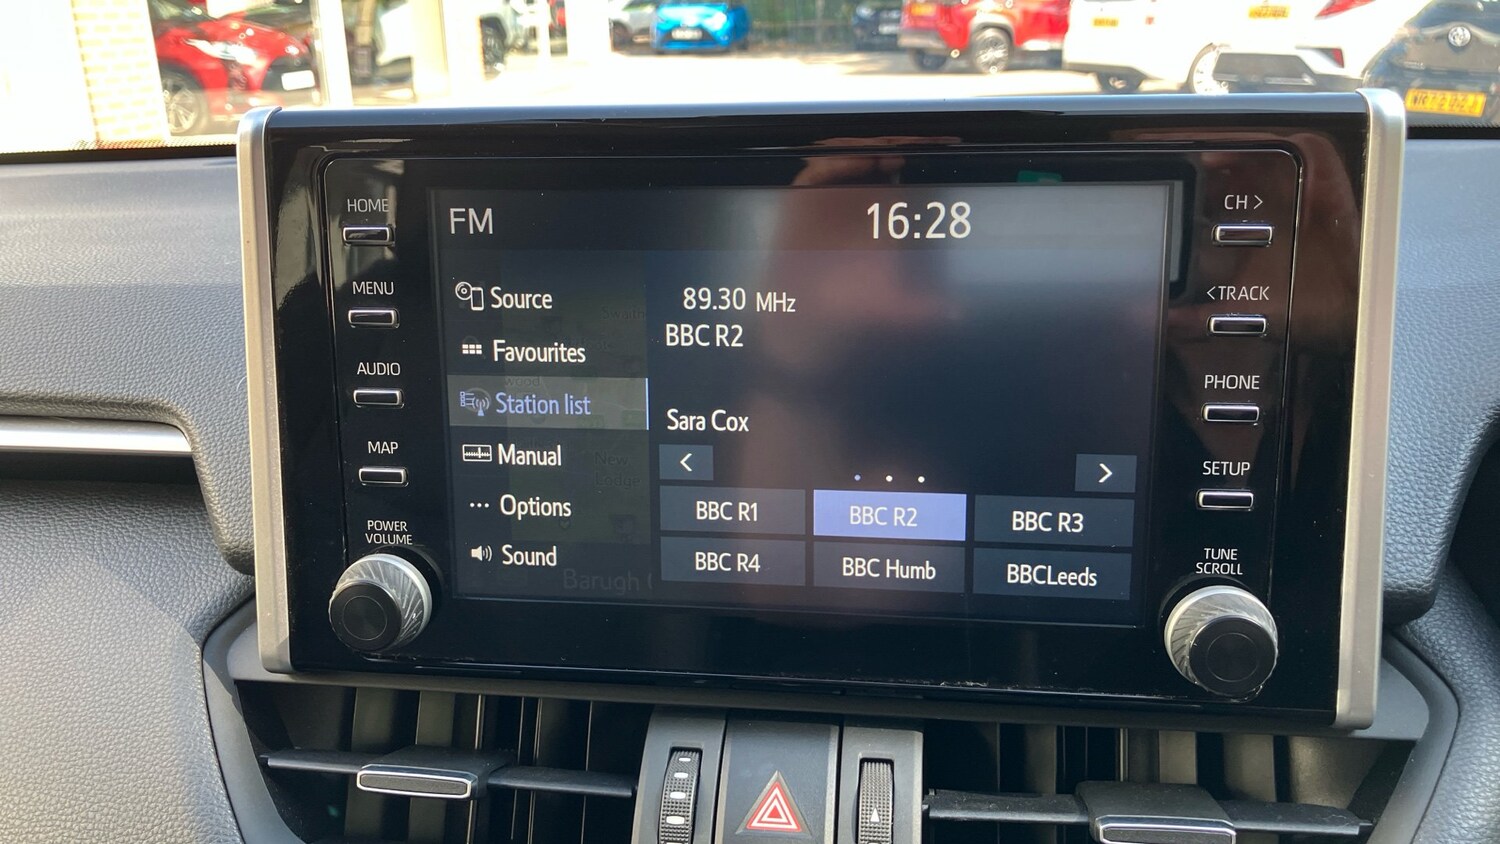 HOME
MENU
AUDIO
MAP
POWER
VOLUME
FM
16:28
Source
Favourites
Station list
Manual
Options
Sound
89.30 MHz
BBC R2
Sara Cox
BBC R1
BBC R2
BBC R3
BBC R4
BBC Humb
BBCLeeds
Barugh
CH >
<TRACK
PHONE
SETUP
TUNE
SCROLL